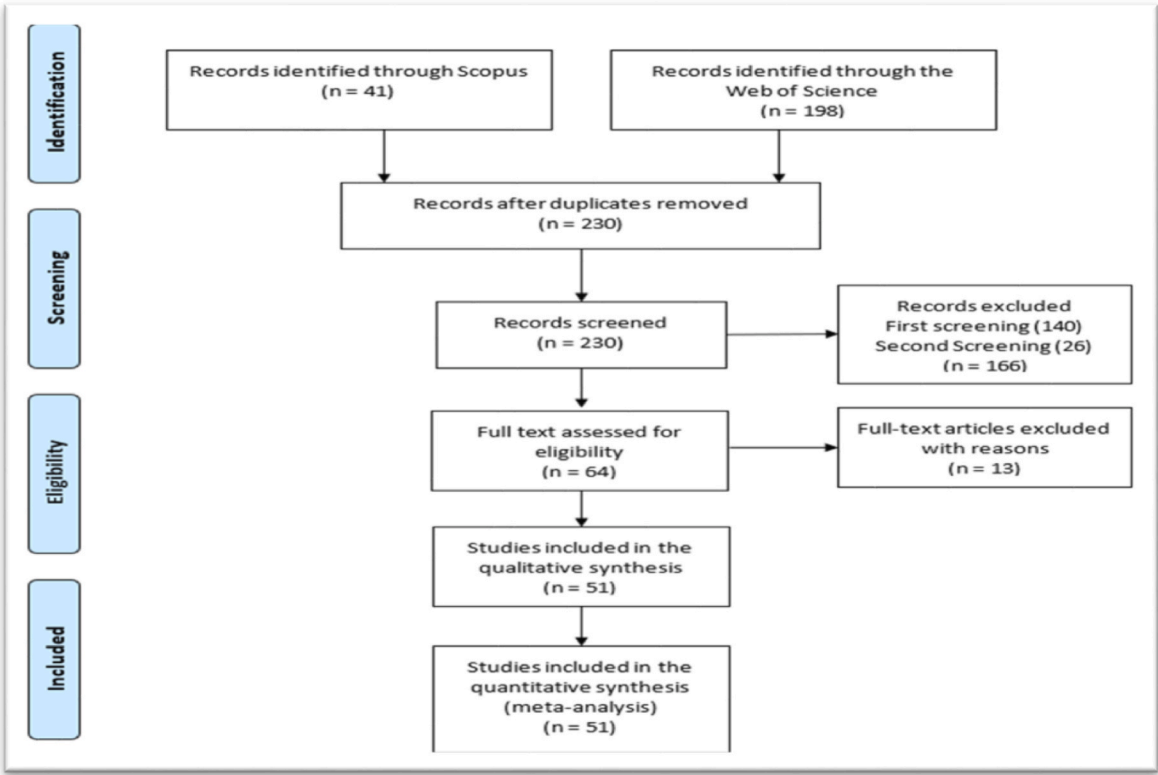 Identification
Records identified through Scopus
(n = 41)
Records identified through the
Web of Science
(n = 198)
Records after duplicates removed
(n = 230)
Screening
Records screened
(n = 230)
Records excluded
First screening (140)
Second Screening (26)
(n = 166)
Eligibility
Full text assessed for
eligibility
(n = 64)
Full-text articles excluded
with reasons
(n = 13)
Studies included in the
qualitative synthesis
(n = 51)
Included
Studies included in the
quantitative synthesis
(meta-analysis)
(n = 51)